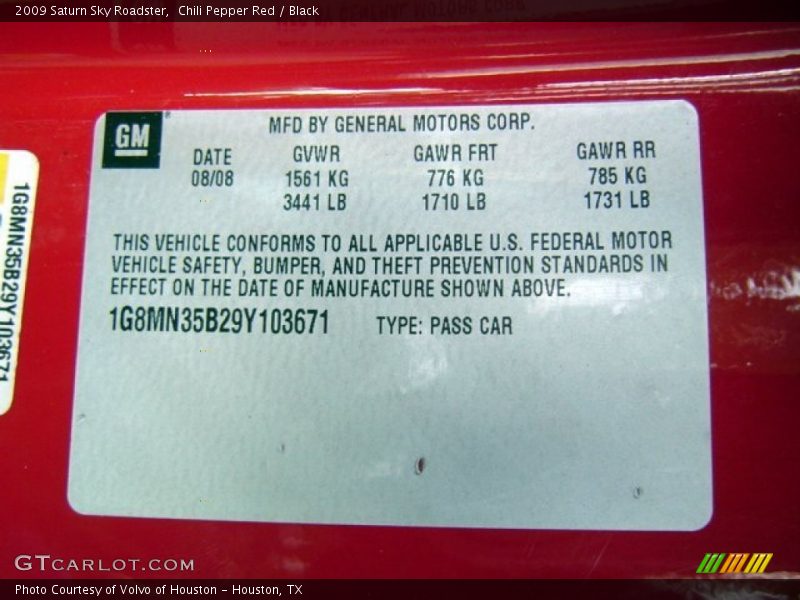 2009 Saturn Sky Roadster,  Chili Pepper Red / Black
GM
MFD BY GENERAL MOTORS CORP.
DATE GVWR GAWR FRT GAWR RR
08/08 1561 KG 776 KG 785 KG
3441 LB 1710 LB 1731 LB
THIS VEHICLE CONFORMS TO ALL APPLICABLE U.S. FEDERAL MOTOR
VEHICLE SAFETY, BUMPER, AND THEFT PREVENTION STANDARDS IN
EFFECT ON THE DATE OF MANUFACTURE SHOWN ABOVE.
1G8MN35B29Y103671 TYPE: PASS CAR
1G8MN35B29Y103671
GTCARLOT.COM
Photo Courtesy of Volvo of Houston - Houston, TX